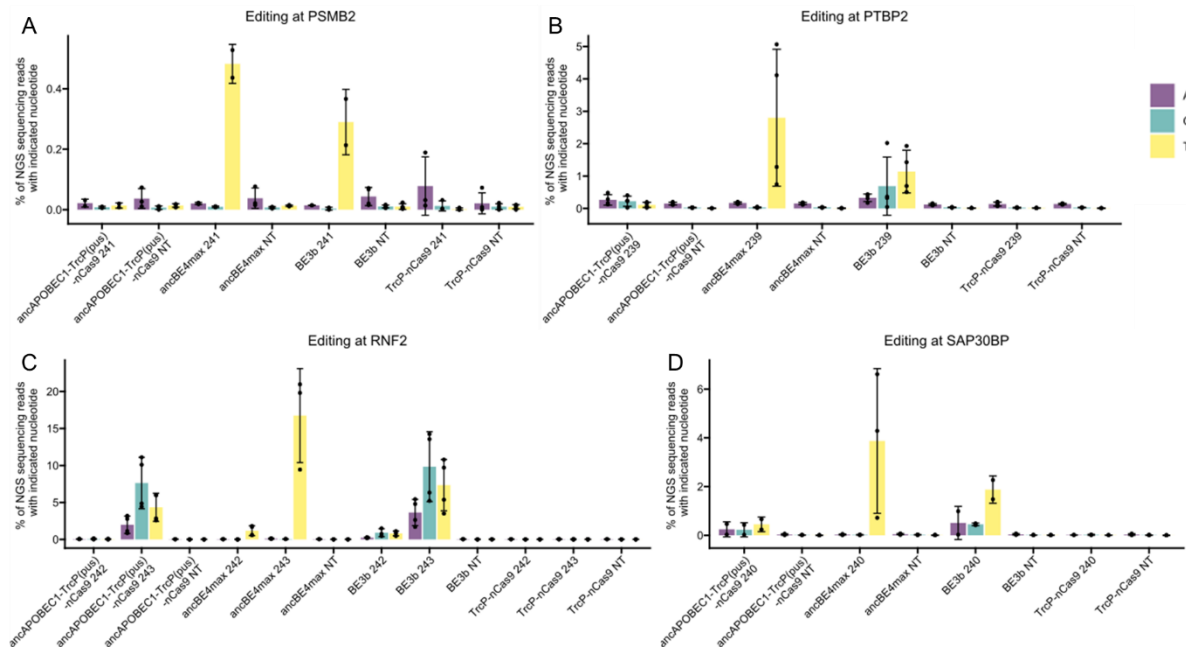 A
Editing at PSMB2
% of NGS sequencing reads
with indicated nucleotide
0.4
0.2
0.0
ancAPOBEC1-TrcP(pus)
-nCas9 241
ancAPOBEC1-TrcP(pus)
-nCas9 NT
ancBE4max 241
ancBE4max NT
BE3b 241
BE3b NT
TrcP-nCas9 241
TrcP-nCas9 NT
B
Editing at PTBP2
% of NGS sequencing reads
with indicated nucleotide
5
4
3
2
1
0
ancAPOBEC1-TrcP(pus)
-nCas9 239
ancAPOBEC1-TrcP(pus)
-nCas9 NT
ancBE4max 239
ancBE4max NT
BE3b 239
BE3b NT
TrcP-nCas9 239
TrcP-nCas9 NT
C
Editing at RNF2
% of NGS sequencing reads
with indicated nucleotide
20
15
10
5
0
ancAPOBEC1-TrcP(pus)
-nCas9 242
ancAPOBEC1-TrcP(pus)
-nCas9 243
ancAPOBEC1-TrcP(pus)
-nCas9 NT
ancBE4max 242
ancBE4max 243
ancBE4max NT
BE3b 242
BE3b 243
BE3b NT
TrcP-nCas9 242
TrcP-nCas9 243
TrcP-nCas9 NT
D
Editing at SAP30BP
% of NGS sequencing reads
with indicated nucleotide
6
4
2
0
ancAPOBEC1-TrcP(pus)
-nCas9 240
ancAPOBEC1-TrcP(pus)
-nCas9 NT
ancBE4max 240
ancBE4max NT
BE3b 240
BE3b NT
TrcP-nCas9 240
TrcP-nCas9 NT